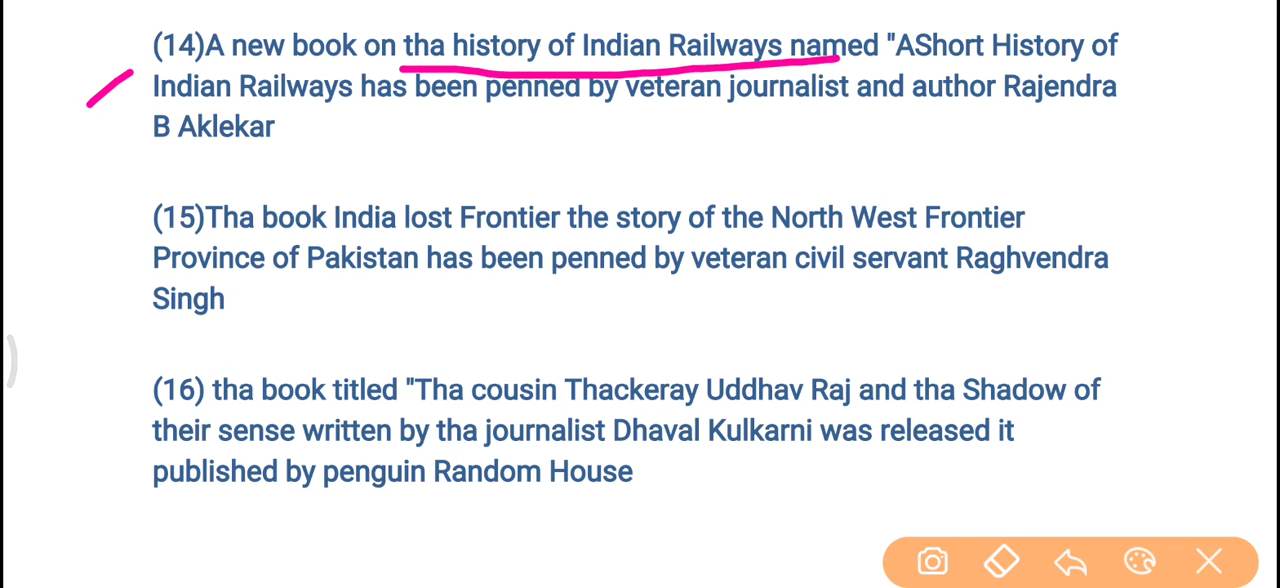 (14)A new book on tha history of Indian Railways named "AShort History of
Indian Railways has been penned by veteran journalist and author Rajendra
B Aklekar
(15)Tha book India lost Frontier the story of the North West Frontier
Province of Pakistan has been penned by veteran civil servant Raghvendra
Singh
(16) tha book titled "Tha cousin Thackeray Uddhav Raj and tha Shadow of
their sense written by tha journalist Dhaval Kulkarni was released it
published by penguin Random House